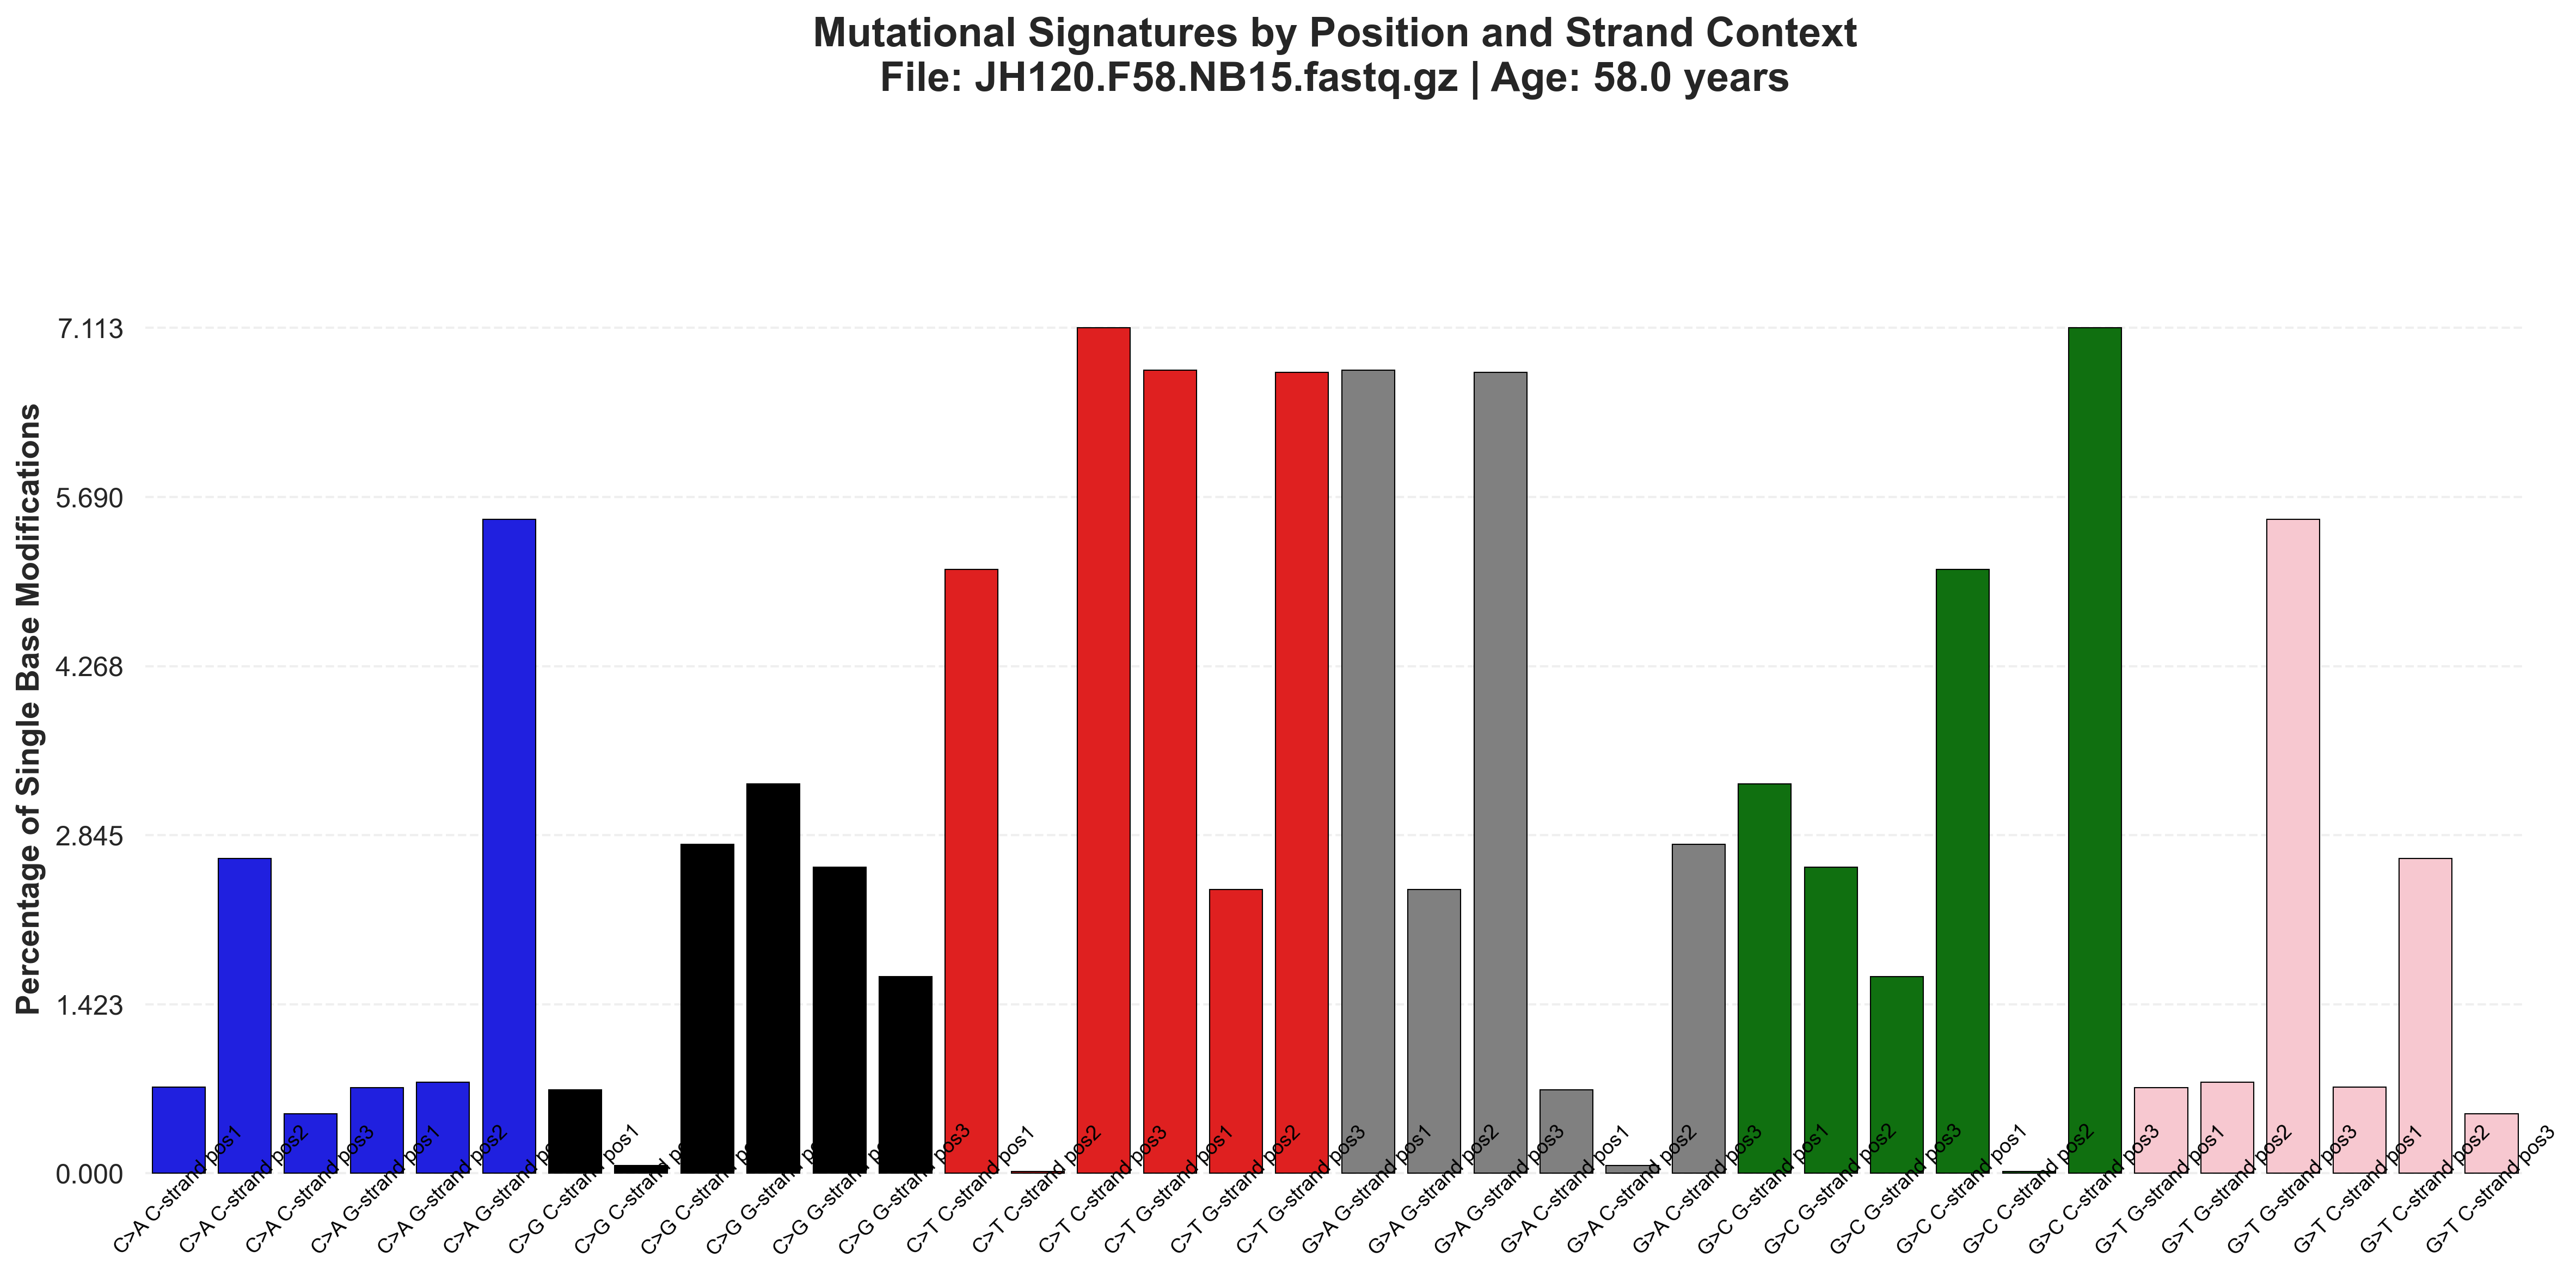 Mutational Signatures by Position and Strand Context
File: JH120.F58.NB15.fastq.gz | Age: 58.0 years
Percentage of Single Base Modifications
7.113
5.690
4.268
2.845
1.423
0.000
C>A C-strand pos1
C>A C-strand pos2
C>A C-strand pos3
C>A G-strand pos1
C>A G-strand pos2
C>A G-strand
C>G C-strand pos1
C>G C-strand
C>G C-strand
C>G G-strand
C>G G-strand
C>G G-strand pos3
C>T C-strand pos1
C>T C-strand pos2
C>T C-strand pos3
C>T G-strand pos1
C>T G-strand pos2
C>T G-strand pos3
G>A G-strand pos1
G>A G-strand pos2
G>A G-strand pos3
G>A C-strand pos1
G>A C-strand pos2
G>A C-strand pos3
G>C G-strand pos1
G>C G-strand pos2
G>C G-strand pos3
G>C C-strand pos1
G>C C-strand pos2
G>C C-strand pos3
G>T G-strand pos1
G>T G-strand pos2
G>T G-strand pos3
G>T C-strand pos1
G>T C-strand pos2
G>T C-strand pos3